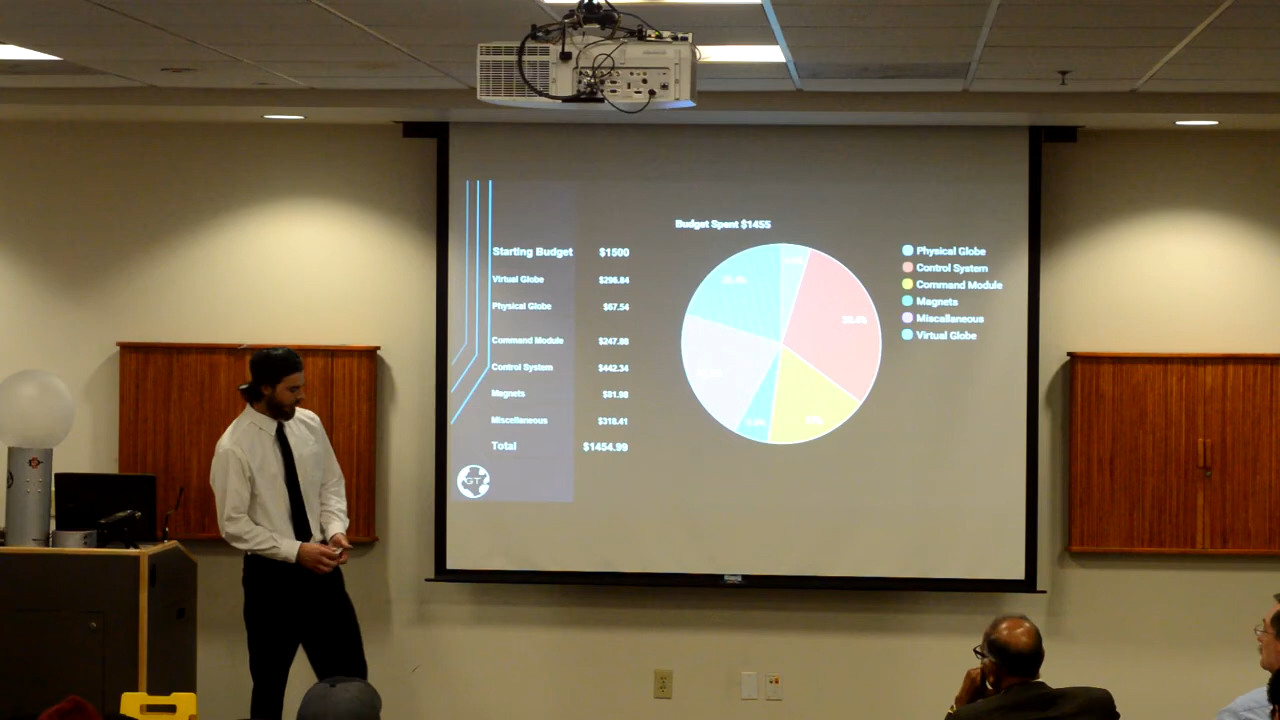 Budget Spent $1455
Starting Budget $1500
Virtual Globe $296.84
Physical Globe $67.54
Command Module $247.88
Control System $442.34
Magnets $81.98
Miscellaneous $318.41
Total $1454.99
GT
Physical Globe
Control System
Command Module
Magnets
Miscallaneous
Virtual Globe